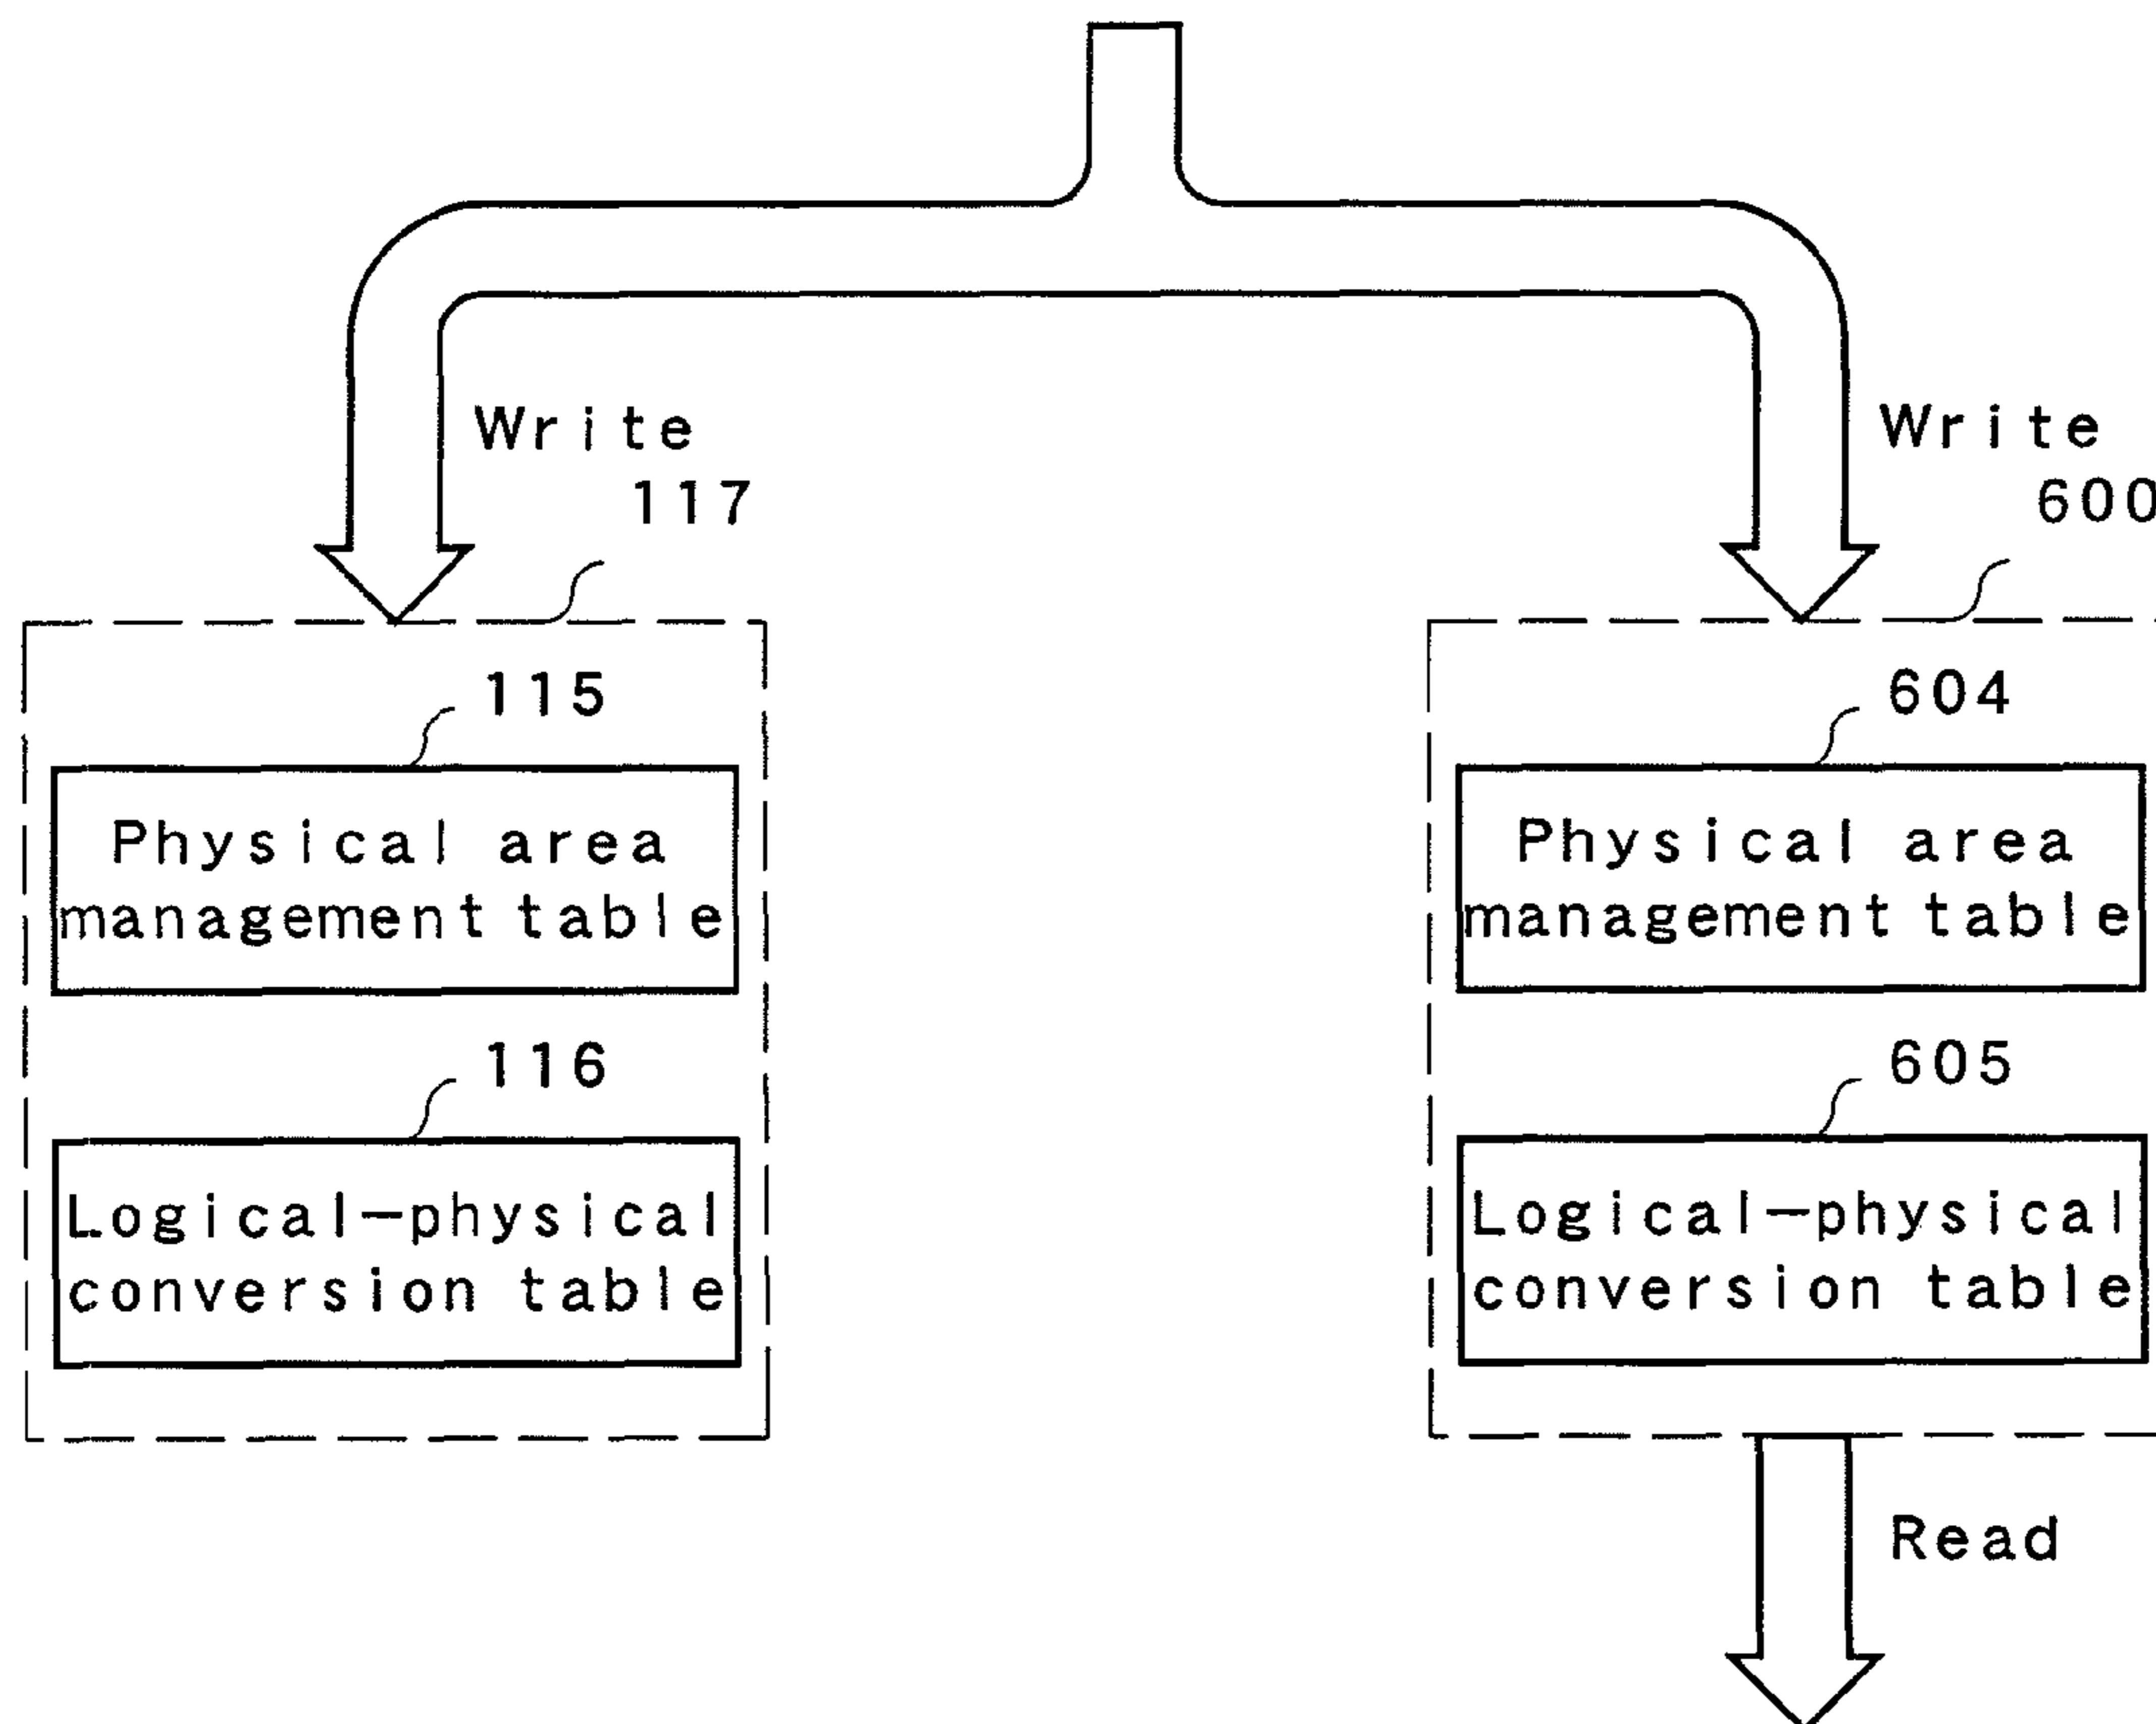 Write
117
115
Physical area
management table
116
Logical-physical
conversion table
Write
600
604
Physical area
management table
605
Logical-physical
conversion table
Read